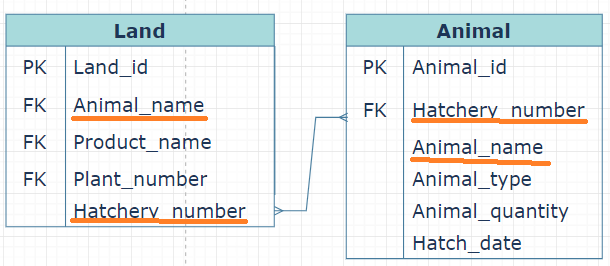 Land
PK Land_id
FK Animal_name
FK Product_name
FK Plant_number
Hatchery_number
Animal
PK Animal_id
FK Hatchery_number
Animal_name
Animal_type
Animal_quantity
Hatch_date